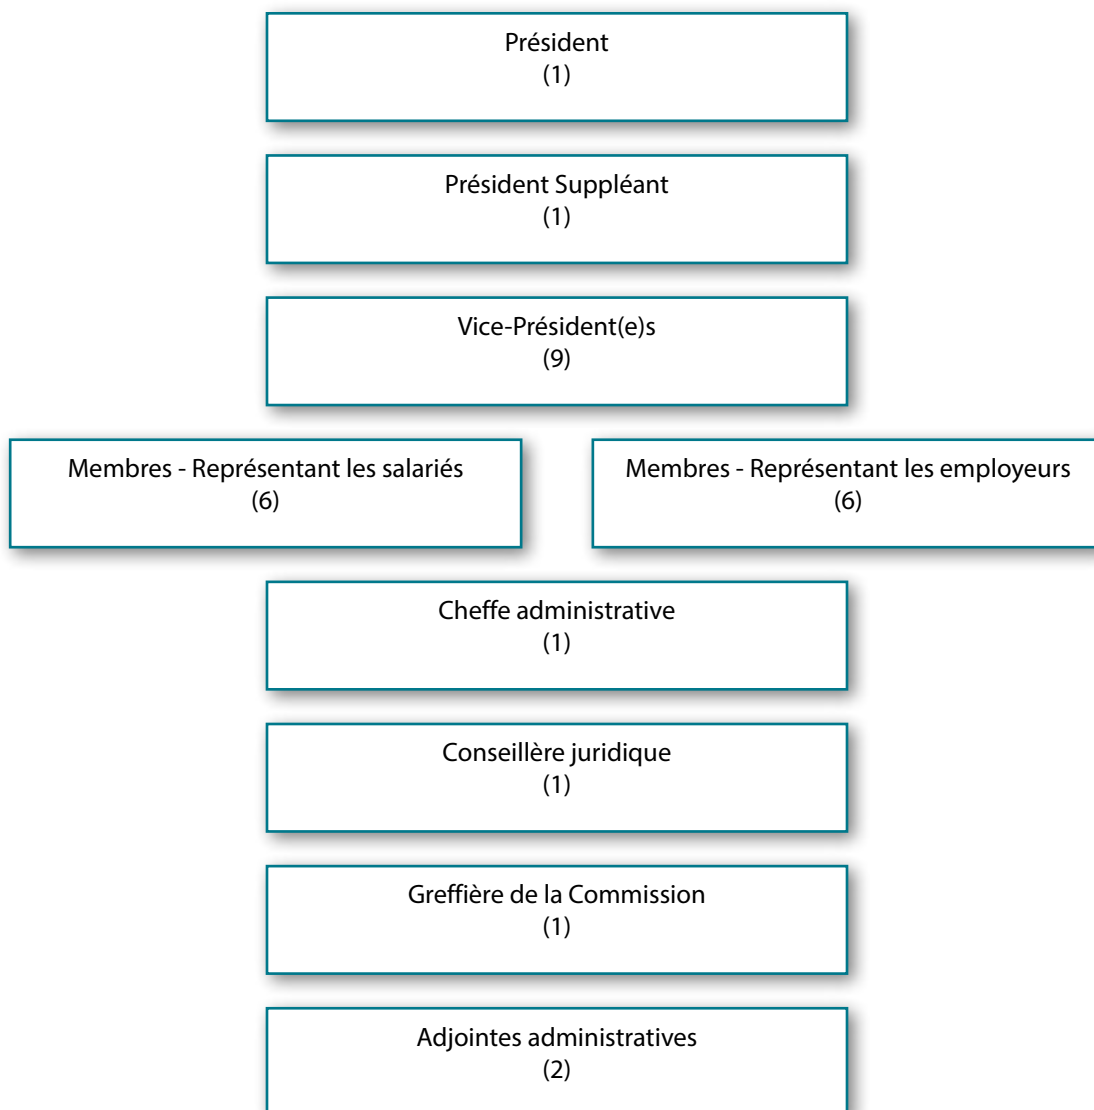 Président
(1)
Président Suppléant
(1)
Vice-Président(e)s
(9)
Membres - Représentant les salariés
(6)
Membres - Représentant les employeurs
(6)
Cheffe administrative
(1)
Conseillère juridique
(1)
Greffière de la Commission
(1)
Adjointes administratives
(2)